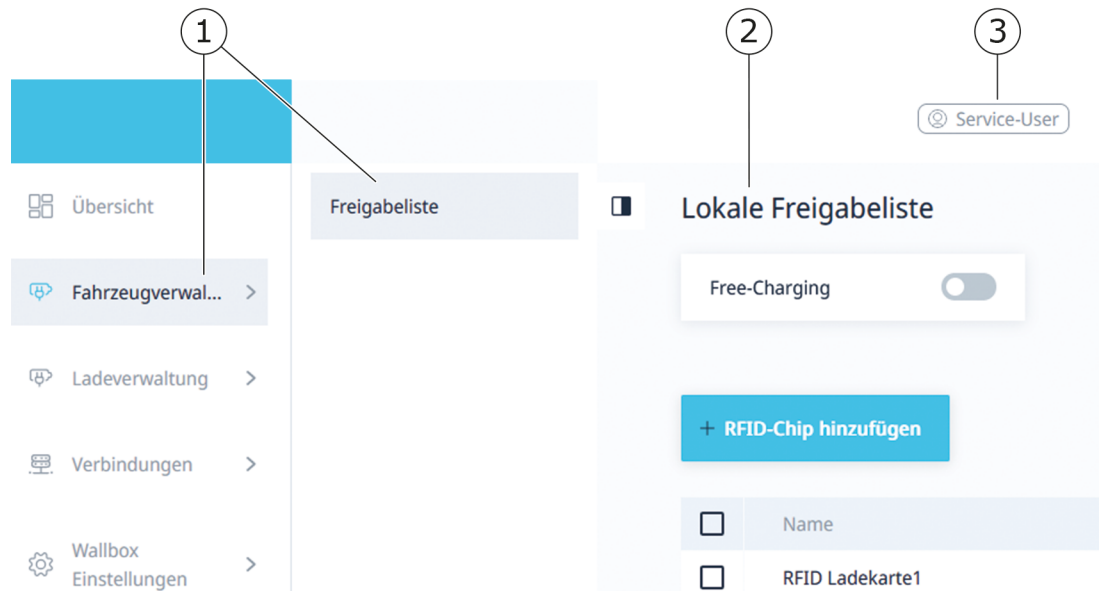 1
2
3
Service-User
Übersicht
Freigabeliste
Lokale Freigabeliste
Fahrzeugverwal...
Free-Charging
Ladeverwaltung
+ RFID-Chip hinzufügen
Verbindungen
Name
Wallbox
Einstellungen
RFID Ladekarte1